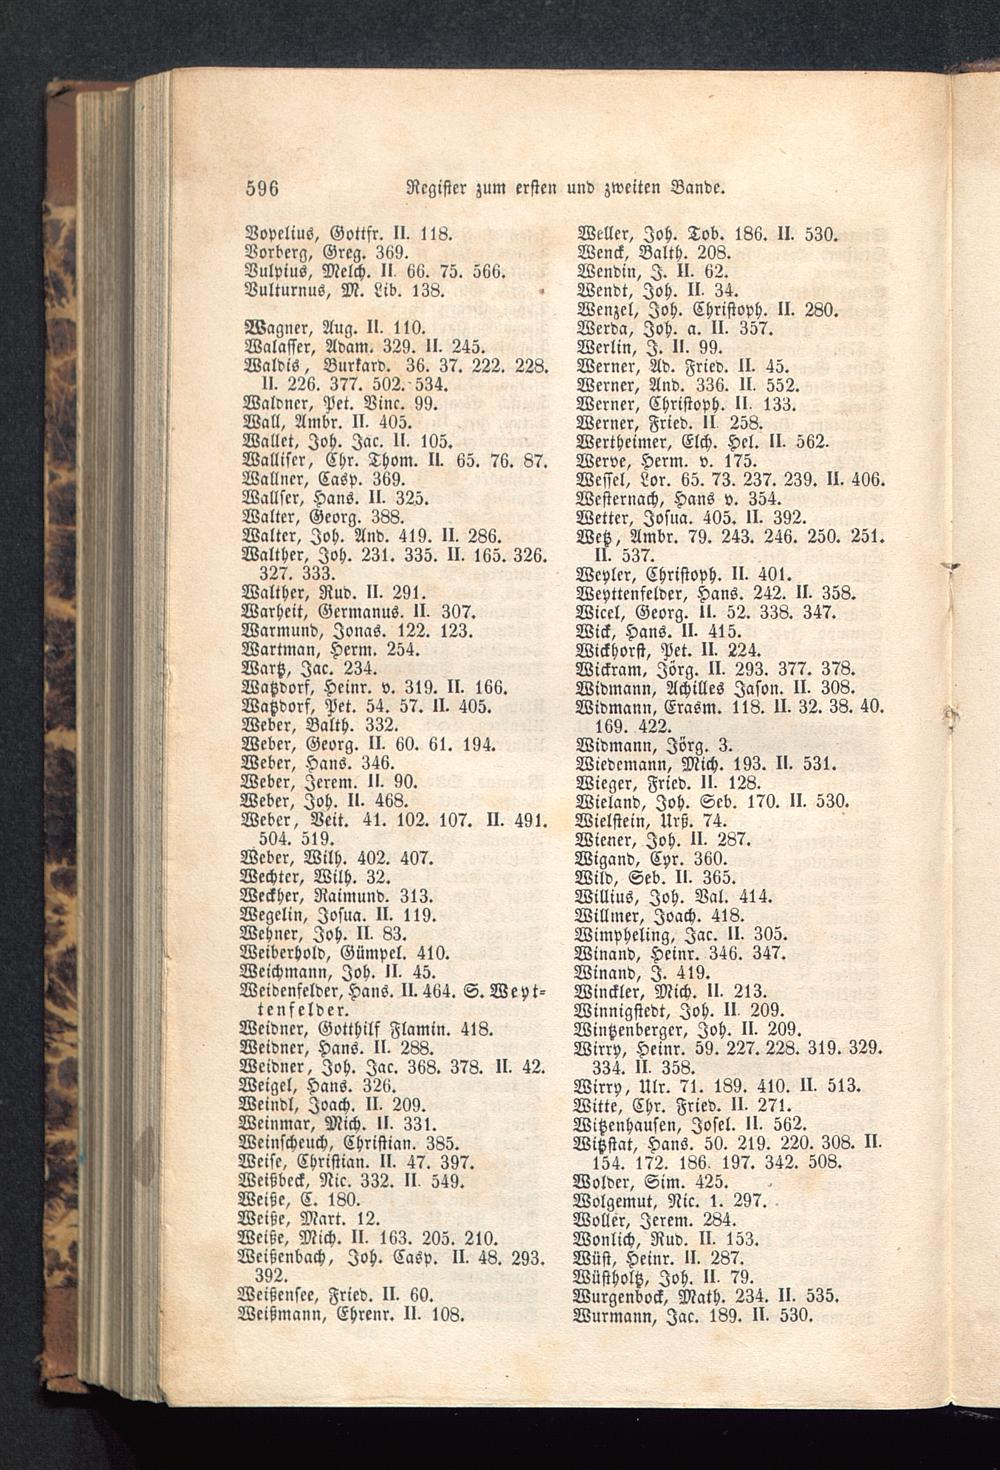 596 Register zum ersten und zweiten Bande.
Vopelius, Gottfr. II. 118.
Vorberg, Greg. 369.
Vulpius, Melch. II. 66. 75. 566.
Vulturnus, M. Lib. 138.
Wagner, Aug. II. 110.
Walasser, Adam. 329. II. 245.
Waldis, Burkard. 36. 37. 222. 228.
II. 226. 377. 502. 534.
Waldner, Pet. Vinc. 99.
Wall, Ambr. II. 405.
Wallet, Joh. Jac. II. 105.
Walliser, Chr. Thom. II. 65. 76. 87.
Wallner, Casp. 369.
Wallser, Hans. II. 325.
Walter, Georg. 388.
Walter, Joh. And. 419. II. 286.
Walther, Joh. 231. 335. II. 165. 326.
327. 333.
Walther, Rud. II. 291.
Warheit, Germanus. II. 307.
Warmund, Jonas. 122. 123.
Wartman, Herm. 254.
Wartz, Jac. 234.
Watzdorf, Heinr. v. 319. II. 166.
Watzdorf, Pet. 54. 57. II. 405.
Weber, Balth. 332.
Weber, Georg. II. 60. 61. 194.
Weber, Hans. 346.
Weber, Jerem. II. 90.
Weber, Joh. II. 468.
Weber, Veit. 41. 102. 107. II. 491.
504. 519.
Weber, Wilh. 402. 407.
Wechter, Wilh. 32.
Weckher, Raimund. 313.
Wegelin, Josua. II. 119.
Wehner, Joh. II. 83.
Weiberhold, Gümpel. 410.
Weichmann, Joh. II. 45.
Weidenfelder, Hans. II. 464. S. Weyt-
tenfelder.
Weidner, Gotthilf Flamin. 418.
Weidner, Hans. II. 288.
Weidner, Joh. Jac. 368. 378. II. 42.
Weigel, Hans. 326.
Weindl, Joach. II. 209.
Weinmar, Mich. II. 331.
Weinscheuch, Christian. 385.
Weise, Christian. II. 47. 397.
Weißbeck, Nic. 332. II. 549.
Weiße, C. 180.
Weiße, Mart. 12.
Weiße, Mich. II. 163. 205. 210.
Weißenbach, Joh. Casp. II. 48. 293.
392.
Weißensee, Fried. II. 60.
Weißmann, Ehrenr. II. 108.
Weller, Joh. Tob. 186. II. 530.
Wenck, Balth. 208.
Wendin, J. II. 62.
Wendt, Joh. II. 34.
Wenzel, Joh. Christoph. II. 280.
Werda, Joh. a. II. 357.
Werlin, J. II. 99.
Werner, Ad. Fried. II. 45.
Werner, And. 336. II. 552.
Werner, Christoph. II. 133.
Werner, Fried. II. 258.
Wertheimer, Elch. Hel. II. 562.
Werve, Herm. v. 175.
Wessel, Lor. 65. 73. 237. 239. II. 406.
Westernach, Hans v. 354.
Wetter, Josua. 405. II. 392.
Wetz, Ambr. 79. 243. 246. 250. 251.
II. 537.
Weyler, Christoph. II. 401.
Weyttenfelder, Hans. 242. II. 358.
Wicel, Georg. II. 52. 338. 347.
Wick, Hans. II. 415.
Wickhorst, Pet. II. 224.
Wickram, Jörg. II. 293. 377. 378.
Widmann, Achilles Jason. II. 308.
Widmann, Erasm. 118. II. 32. 38. 40.
169. 422.
Widmann, Jörg. 3.
Wiedemann, Mich. 193. II. 531.
Wieger, Fried. II. 128.
Wieland, Joh. Seb. 170. II. 530.
Wielstein, Urß. 74.
Wiener, Joh. II. 287.
Wigand, Cyr. 360.
Wild, Seb. II. 365.
Willius, Joh. Val. 414.
Willmer, Joach. 418.
Wimpheling, Jac. II. 305.
Winand, Heinr. 346. 347.
Winand, J. 419.
Winckler, Mich. II. 213.
Winnigstedt, Joh. II. 209.
Wintzenberger, Joh. II. 209.
Wirry, Heinr. 59. 227. 228. 319. 329.
334. II. 358.
Wirry, Ulr. 71. 189. 410. II. 513.
Witte, Chr. Fried. II. 271.
Witzenhausen, Josel. II. 562.
Witzstat, Hans. 50. 219. 220. 308. II.
154. 172. 186. 197. 342. 508.
Wolder, Sim. 425.
Wolgemut, Nic. 1. 297.
Woller, Jerem. 284.
Wonlich, Rud. II. 153.
Wüst, Heinr. II. 287.
Wüstholtz, Joh. II. 79.
Wurgenbock, Math. 234. II. 535.
Wurmann, Jac. 189. II. 530.